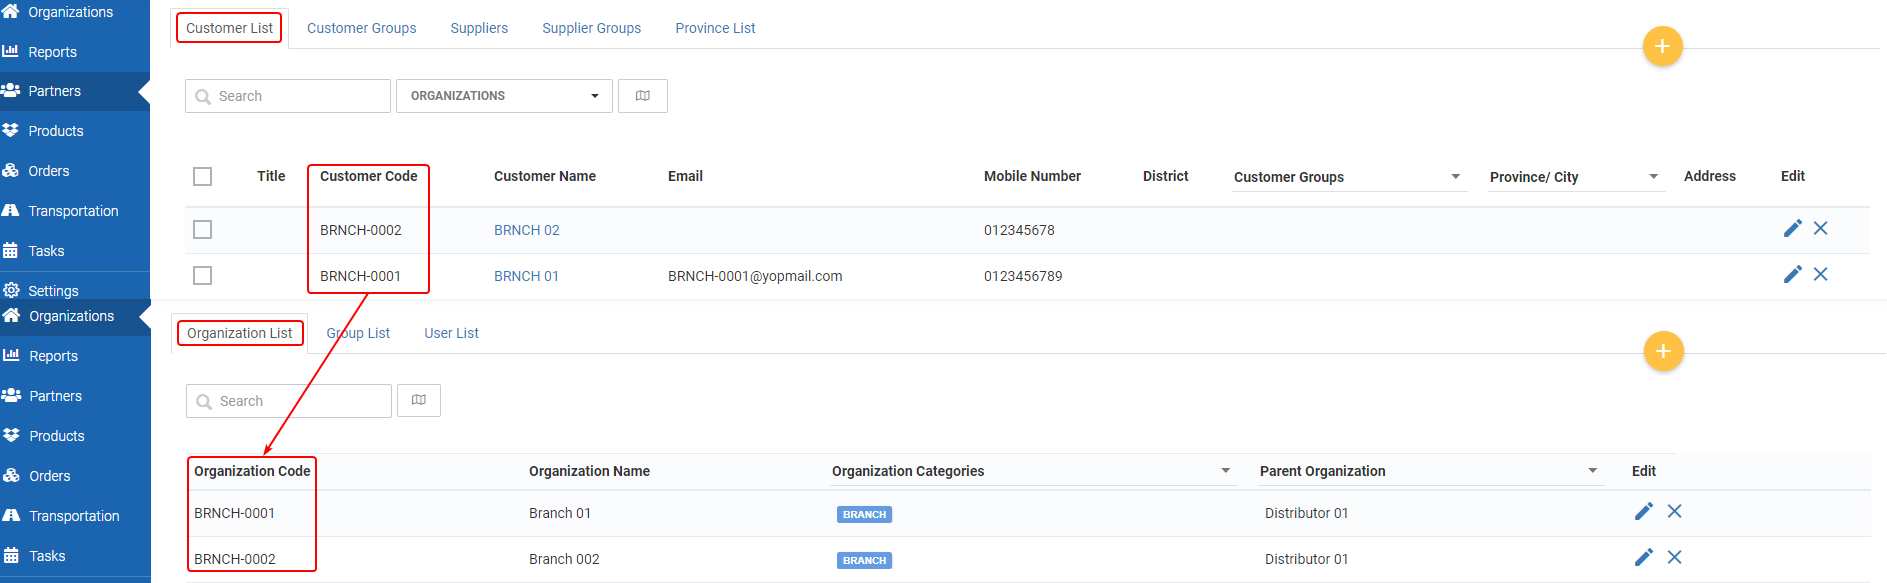 Organizations
Reports
Partners
Products
Orders
Transportation
Tasks
Settings
Customer List Customer Groups Suppliers Supplier Groups Province List
+
Search ORGANIZATIONS
Title Customer Code Customer Name Email Mobile Number District Customer Groups Province/ City Address Edit
BRNCH-0002 BRNCH 02 012345678
BRNCH-0001 BRNCH 01 BRNCH-0001@yopmail.com 0123456789
Organizations
Reports
Partners
Products
Orders
Transportation
Tasks
Organization List Group List User List
+
Search
Organization Code Organization Name Organization Categories Parent Organization Edit
BRNCH-0001 Branch 01 BRANCH Distributor 01
BRNCH-0002 Branch 002 BRANCH Distributor 01